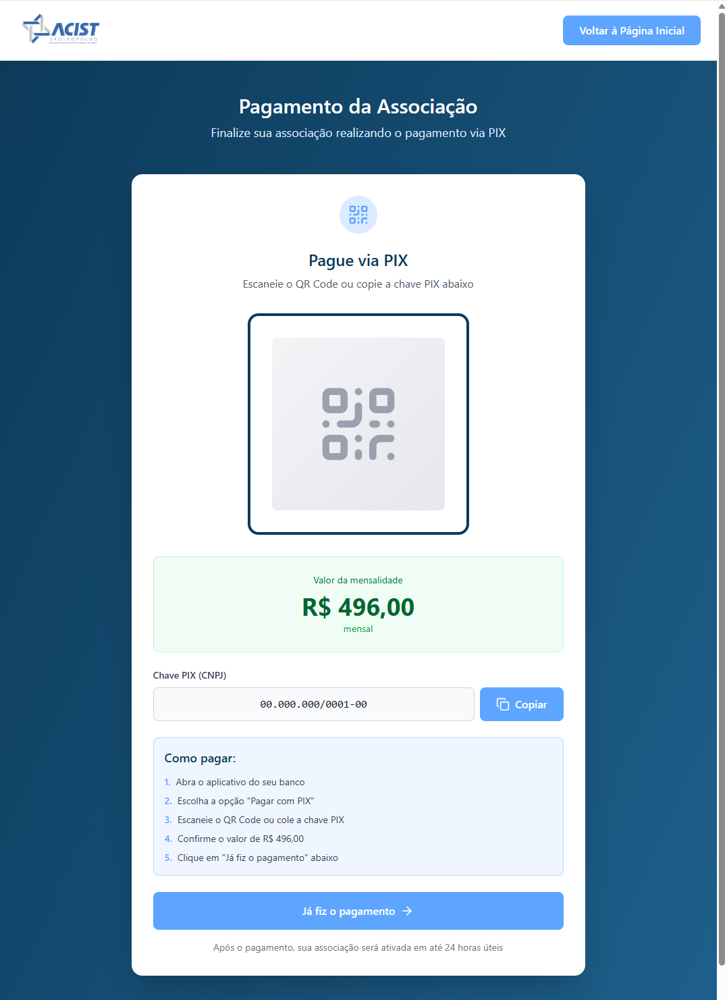 ACIST
SÃO LEOPOLDO
Voltar à Página Inicial
Pagamento da Associação
Finalize sua associação realizando o pagamento via PIX
Pague via PIX
Escaneie o QR Code ou copie a chave PIX abaixo
Valor da mensalidade
R$ 496,00
mensal
Chave PIX (CNPJ)
00.000.000/0001-00
Copiar
Como pagar:
1. Abra o aplicativo do seu banco
2. Escolha a opção "Pagar com PIX"
3. Escaneie o QR Code ou cole a chave PIX
4. Confirme o valor de R$ 496,00
5. Clique em "Já fiz o pagamento" abaixo
Já fiz o pagamento
Após o pagamento, sua associação será ativada em até 24 horas úteis